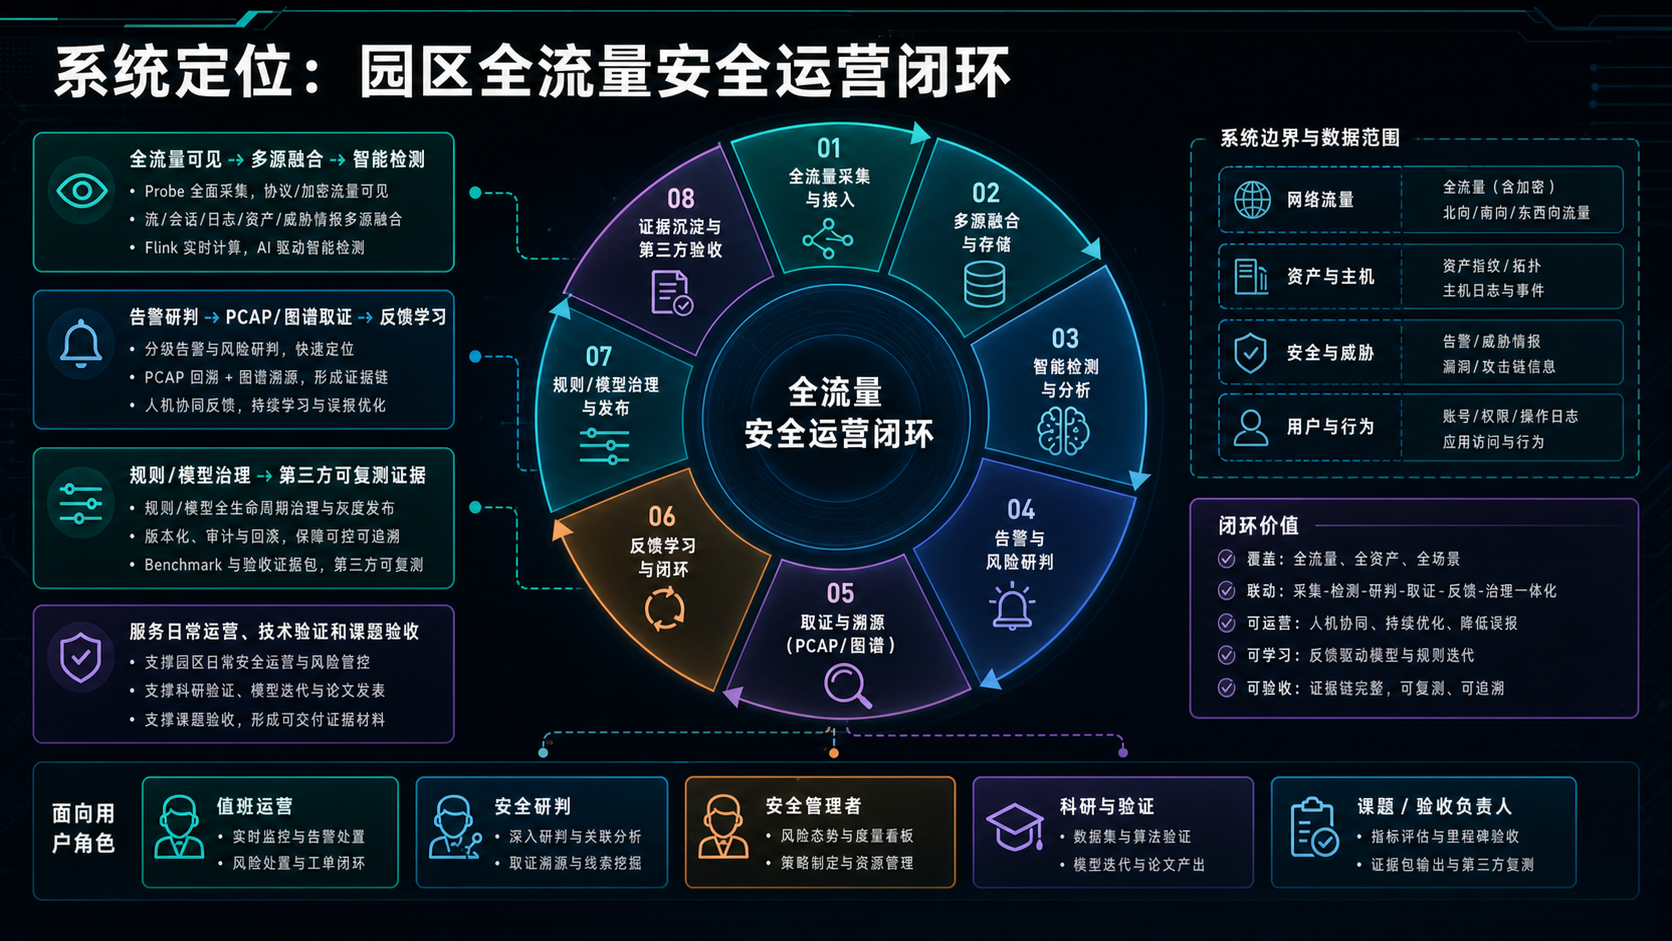 系统定位：园区全流量安全运营闭环
全流量可见 → 多源融合 → 智能检测
• Probe 全面采集，协议/加密流量可见
• 流/会话/日志/资产/威胁情报多源融合
• Flink 实时计算，AI 驱动智能检测
告警研判 → PCAP/图谱取证 → 反馈学习
• 分级告警与风险研判，快速定位
• PCAP 回溯 + 图谱溯源，形成证据链
• 人机协同反馈，持续学习与误报优化
规则/模型治理 → 第三方可复测证据
• 规则/模型全生命周期治理与灰度发布
• 版本化、审计与回滚，保障可控可追溯
• Benchmark 与验收证据包，第三方可复测
服务日常运营、技术验证和课题验收
• 支撑园区日常安全运营与风险管控
• 支撑科研验证、模型迭代与论文发表
• 支撑课题验收，形成可交付证据材料
01
全流量采集
与接入
02
多源融合
与存储
03
智能检测
与分析
04
告警与
风险研判
05
取证与溯源
(PCAP/图谱)
06
反馈学习
与闭环
07
规则/模型治理
与发布
08
证据沉淀与
第三方验收
全流量
安全运营闭环
系统边界与数据范围
网络流量
全流量（含加密）
北向/南向/东西向流量
资产与主机
资产指纹/拓扑
主机日志与事件
安全与威胁
告警/威胁情报
漏洞/攻击链信息
用户与行为
账号/权限/操作日志
应用访问与行为
闭环价值
覆盖：全流量、全资产、全场景
联动：采集-检测-研判-取证-反馈-治理一体化
可运营：人机协同、持续优化、降低误报
可学习：反馈驱动模型与规则迭代
可验收：证据链完整，可复测、可追溯
面向用
户角色
值班运营
• 实时监控与告警处置
• 风险处置与工单闭环
安全研判
• 深入研判与关联分析
• 取证溯源与线索挖掘
安全管理者
• 风险态势与度量看板
• 策略制定与资源管理
科研与验证
• 数据集与算法验证
• 模型迭代与论文产出
课题 / 验收负责人
• 指标评估与里程碑验收
• 证据包输出与第三方复测